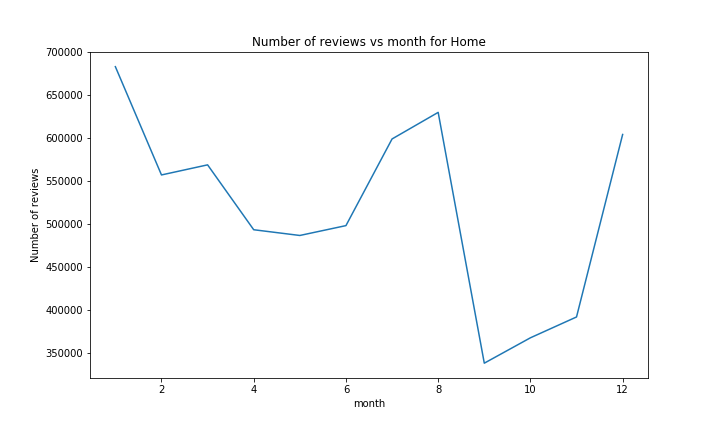 Number of reviews vs month for Home
700000
650000
600000
550000
500000
450000
400000
350000
Number of reviews
2 4 6 8 10 12
month